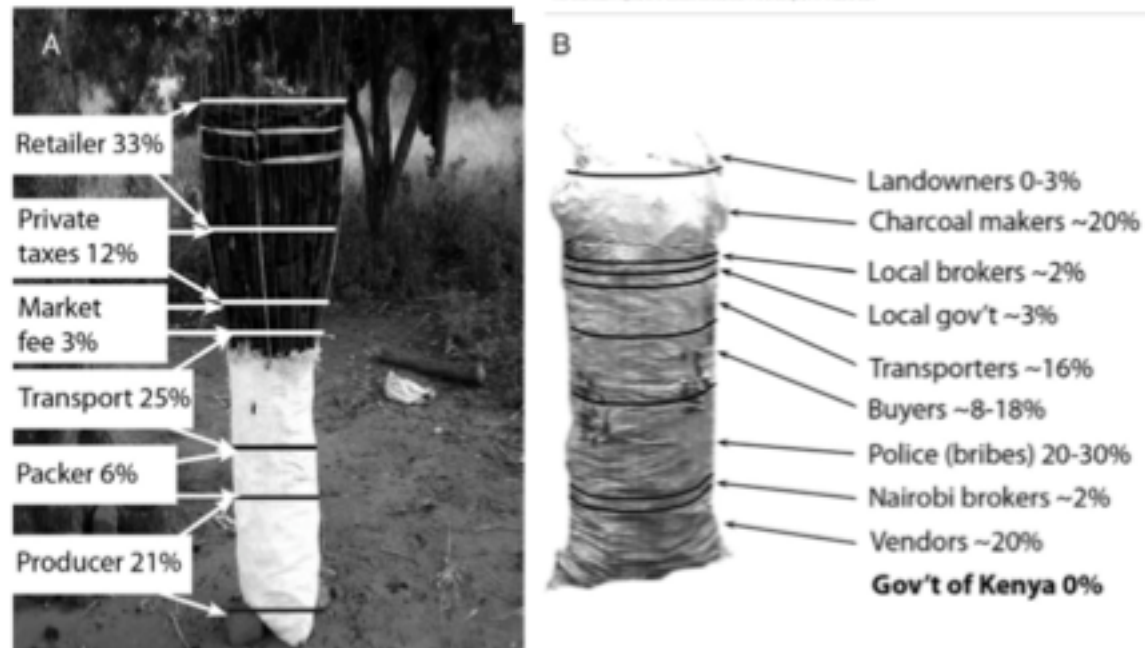 A
Retailer 33%
Private
taxes 12%
Market
fee 3%
Transport 25%
Packer 6%
Producer 21%
B
Landowners 0-3%
Charcoal makers ~20%
Local brokers ~2%
Local gov't ~3%
Transporters ~16%
Buyers ~8-18%
Police (bribes) 20-30%
Nairobi brokers ~2%
Vendors ~20%
Gov't of Kenya 0%